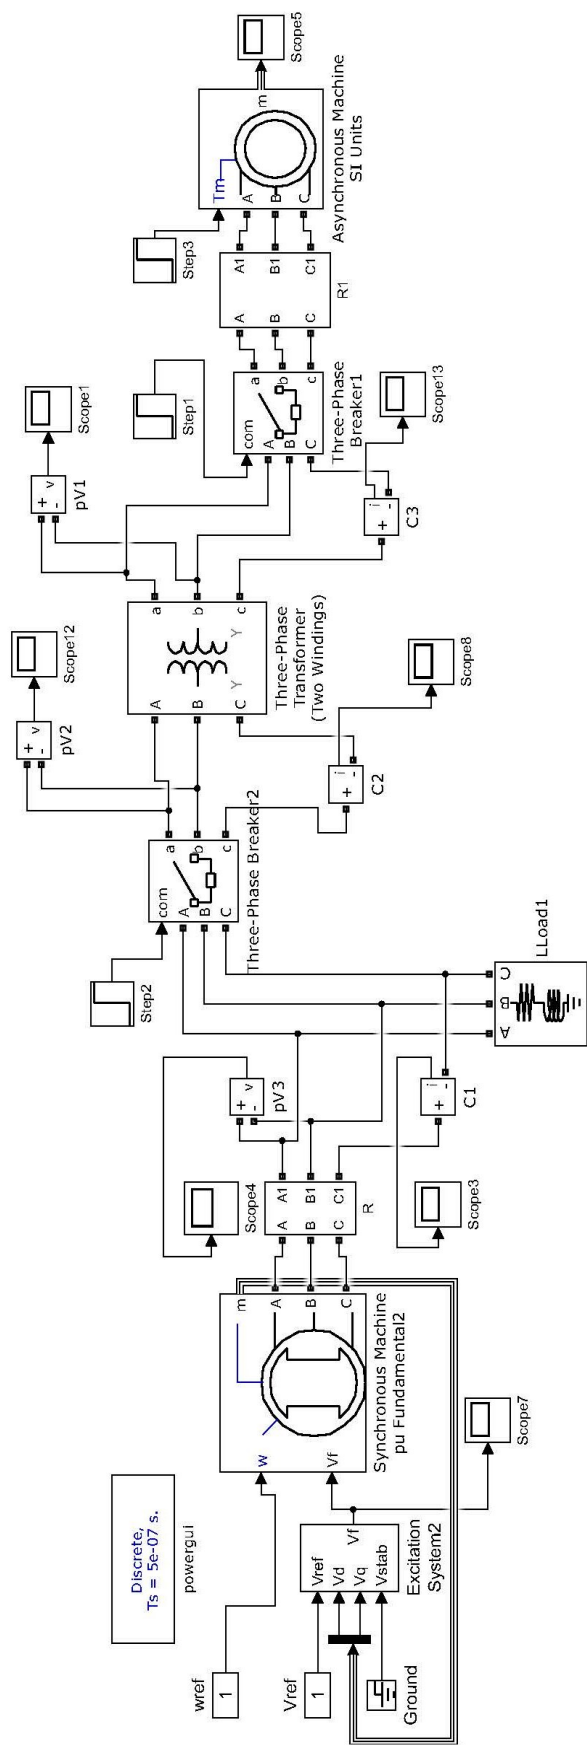 Discrete,
Ts = 5e-07 s.
powergui
wref
1
Vref
1
Ground
Vref
Vd
Vq
Vstab
Vf
Excitation
System2
Scope7
w
Vf
m
A
B
C
Synchronous Machine
pu Fundamental2
A
B
C
A1
B1
C1
R
Scope4
Scope3
+
-
v
pV3
+
-
i
C1
A
B
C
LLoad1
Step2
com
A
B
C
a
b
c
Three-Phase Breaker2
+
-
v
pV2
Scope12
+
-
i
C2
Scope8
A
B
C
a
b
c
Y
Y
Three-Phase
Transformer
(Two Windings)
+
-
v
pV1
Scope1
+
-
i
C3
Scope13
Step1
com
A
B
C
a
b
c
Three-Phase
Breaker1
A
B
C
A1
B1
C1
R1
Step3
Tm
A
B
C
m
Asynchronous Machine
SI Units
Scope5